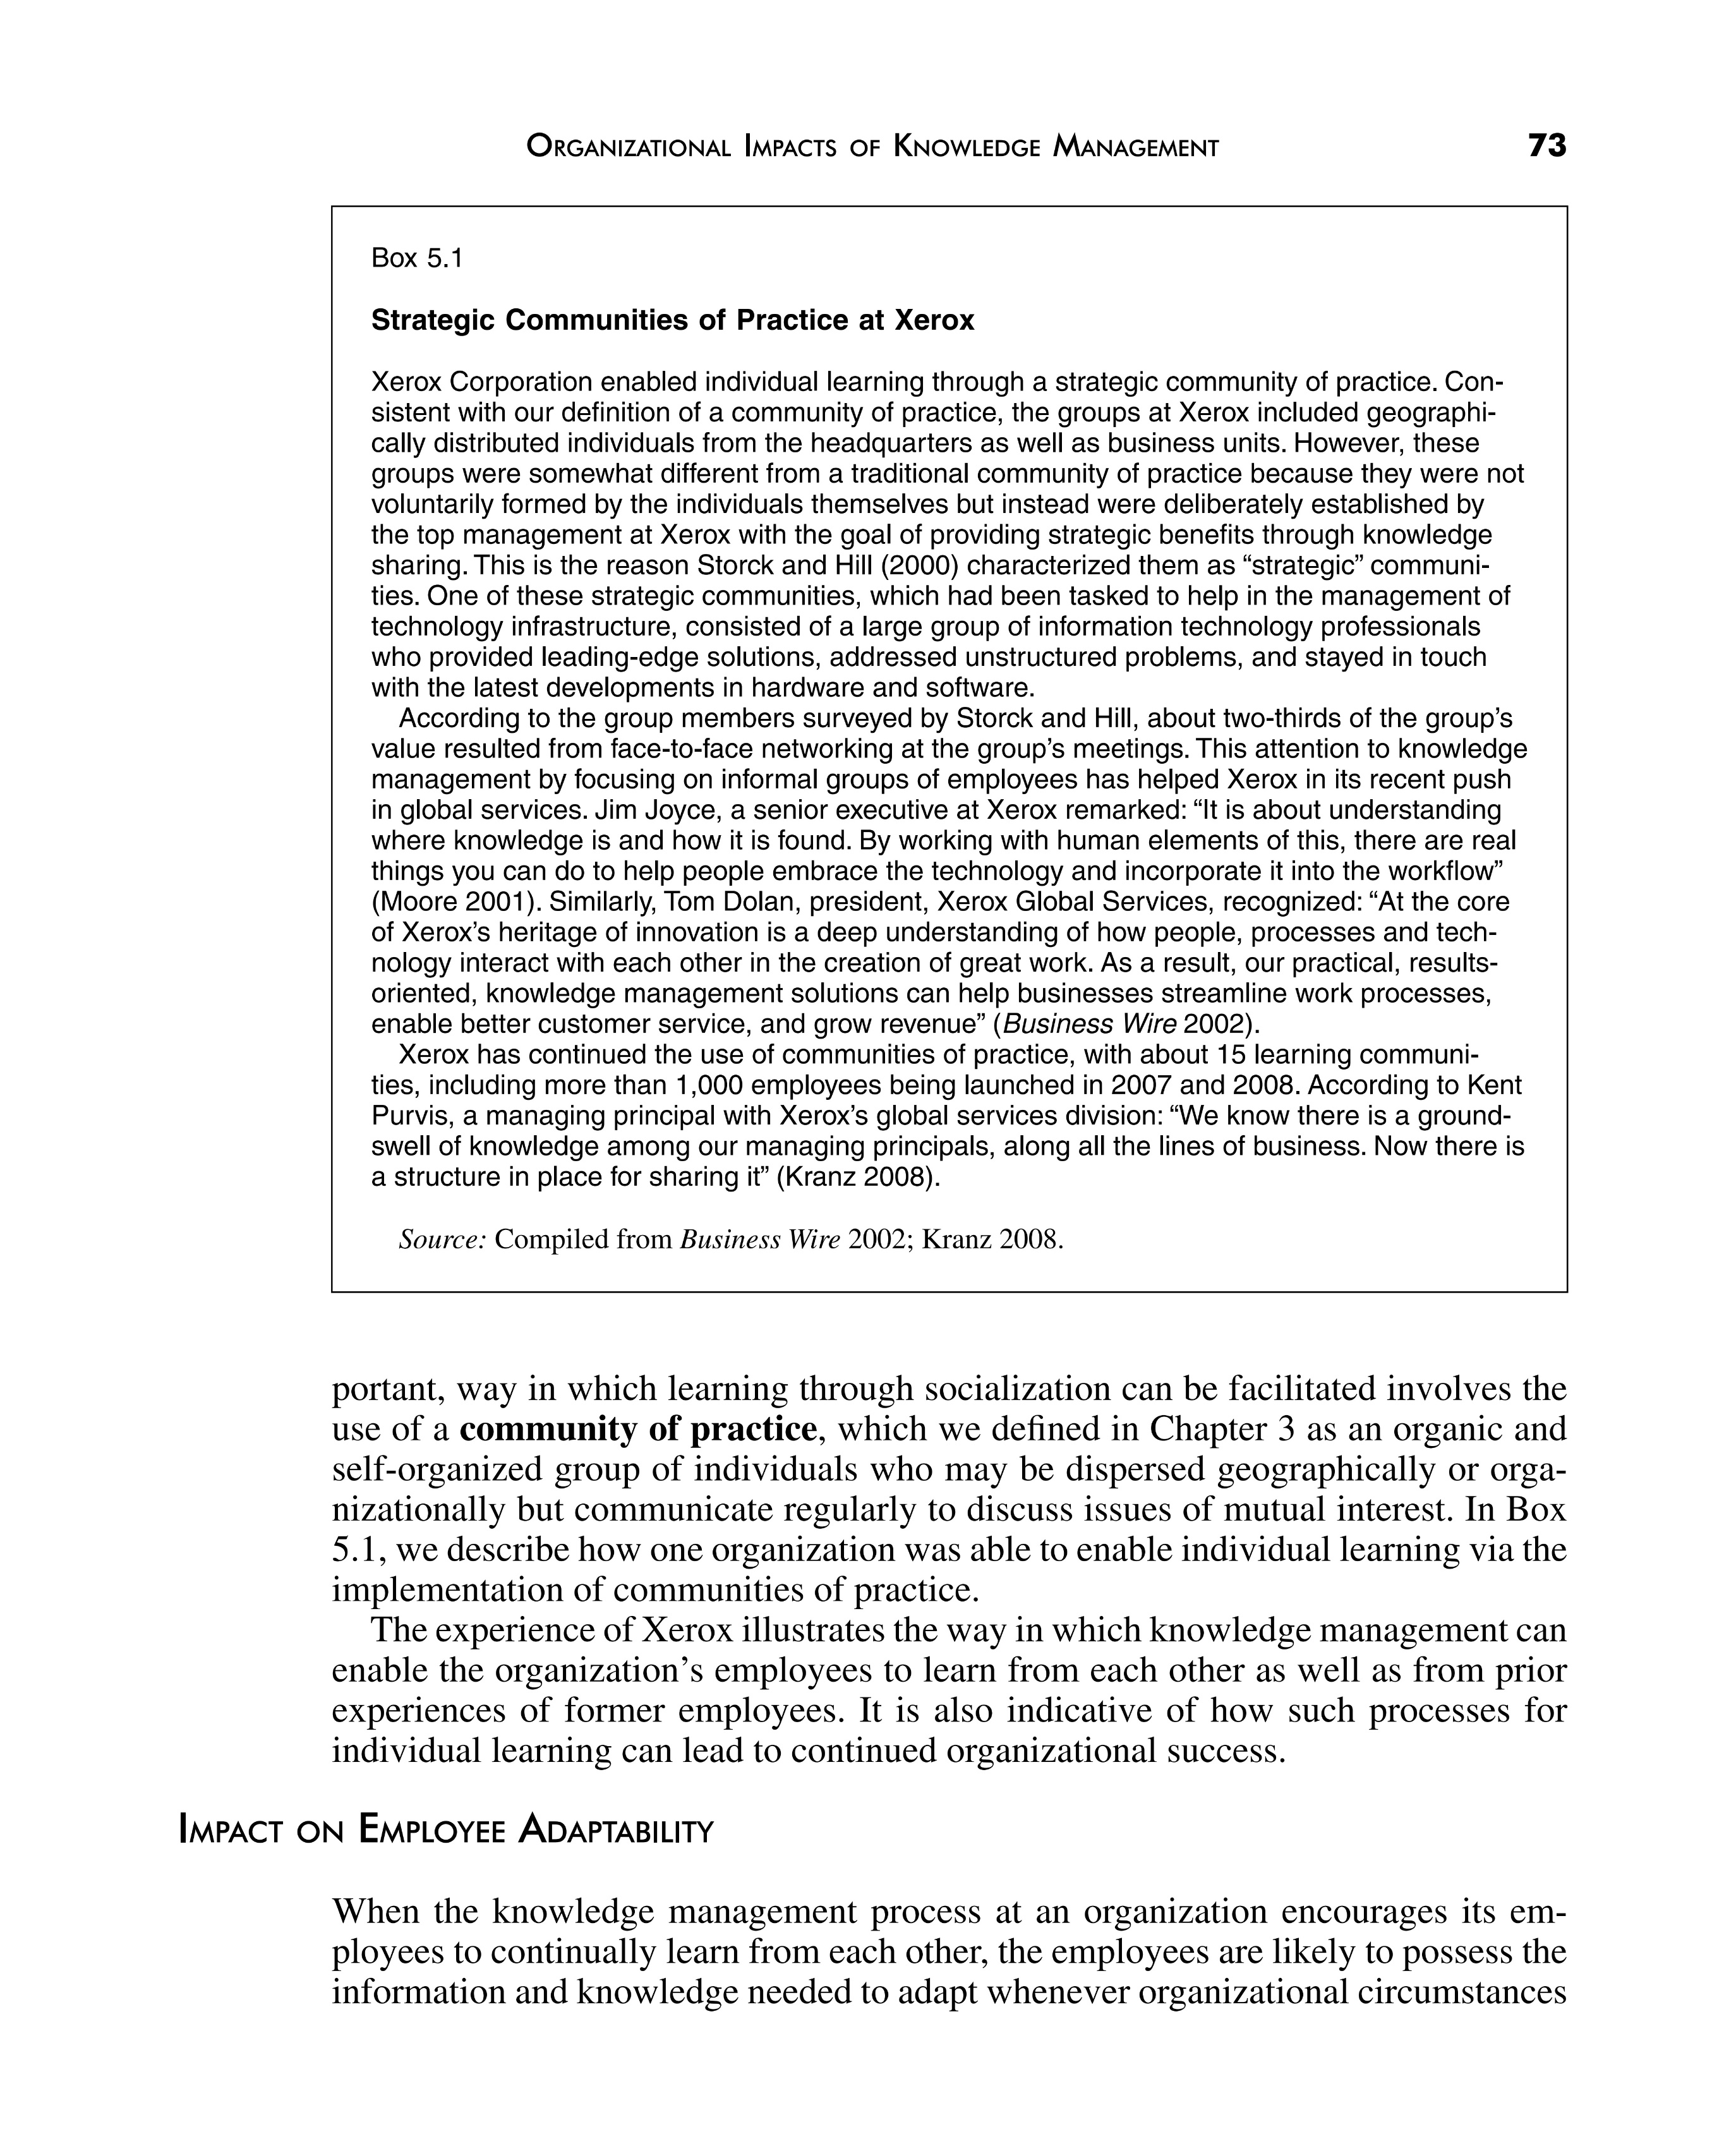 Organizational Impacts of Knowledge Management 73
Box 5.1
Strategic Communities of Practice at Xerox
Xerox Corporation enabled individual learning through a strategic community of practice. Con-
sistent with our definition of a community of practice, the groups at Xerox included geographi-
cally distributed individuals from the headquarters as well as business units. However, these
groups were somewhat different from a traditional community of practice because they were not
voluntarily formed by the individuals themselves but instead were deliberately established by
the top management at Xerox with the goal of providing strategic benefits through knowledge
sharing. This is the reason Storck and Hill (2000) characterized them as “strategic” communi-
ties. One of these strategic communities, which had been tasked to help in the management of
technology infrastructure, consisted of a large group of information technology professionals
who provided leading-edge solutions, addressed unstructured problems, and stayed in touch
with the latest developments in hardware and software.
According to the group members surveyed by Storck and Hill, about two-thirds of the group’s
value resulted from face-to-face networking at the group’s meetings. This attention to knowledge
management by focusing on informal groups of employees has helped Xerox in its recent push
in global services. Jim Joyce, a senior executive at Xerox remarked: “It is about understanding
where knowledge is and how it is found. By working with human elements of this, there are real
things you can do to help people embrace the technology and incorporate it into the workflow”
(Moore 2001). Similarly, Tom Dolan, president, Xerox Global Services, recognized: “At the core
of Xerox’s heritage of innovation is a deep understanding of how people, processes and tech-
nology interact with each other in the creation of great work. As a result, our practical, results-
oriented, knowledge management solutions can help businesses streamline work processes,
enable better customer service, and grow revenue” (Business Wire 2002).
Xerox has continued the use of communities of practice, with about 15 learning communi-
ties, including more than 1,000 employees being launched in 2007 and 2008. According to Kent
Purvis, a managing principal with Xerox’s global services division: “We know there is a ground-
swell of knowledge among our managing principals, along all the lines of business. Now there is
a structure in place for sharing it” (Kranz 2008).
Source: Compiled from Business Wire 2002; Kranz 2008.
portant, way in which learning through socialization can be facilitated involves the
use of a community of practice, which we defined in Chapter 3 as an organic and
self-organized group of individuals who may be dispersed geographically or orga-
nizationally but communicate regularly to discuss issues of mutual interest. In Box
5.1, we describe how one organization was able to enable individual learning via the
implementation of communities of practice.
The experience of Xerox illustrates the way in which knowledge management can
enable the organization’s employees to learn from each other as well as from prior
experiences of former employees. It is also indicative of how such processes for
individual learning can lead to continued organizational success.
Impact on Employee Adaptability
When the knowledge management process at an organization encourages its em-
ployees to continually learn from each other, the employees are likely to possess the
information and knowledge needed to adapt whenever organizational circumstances